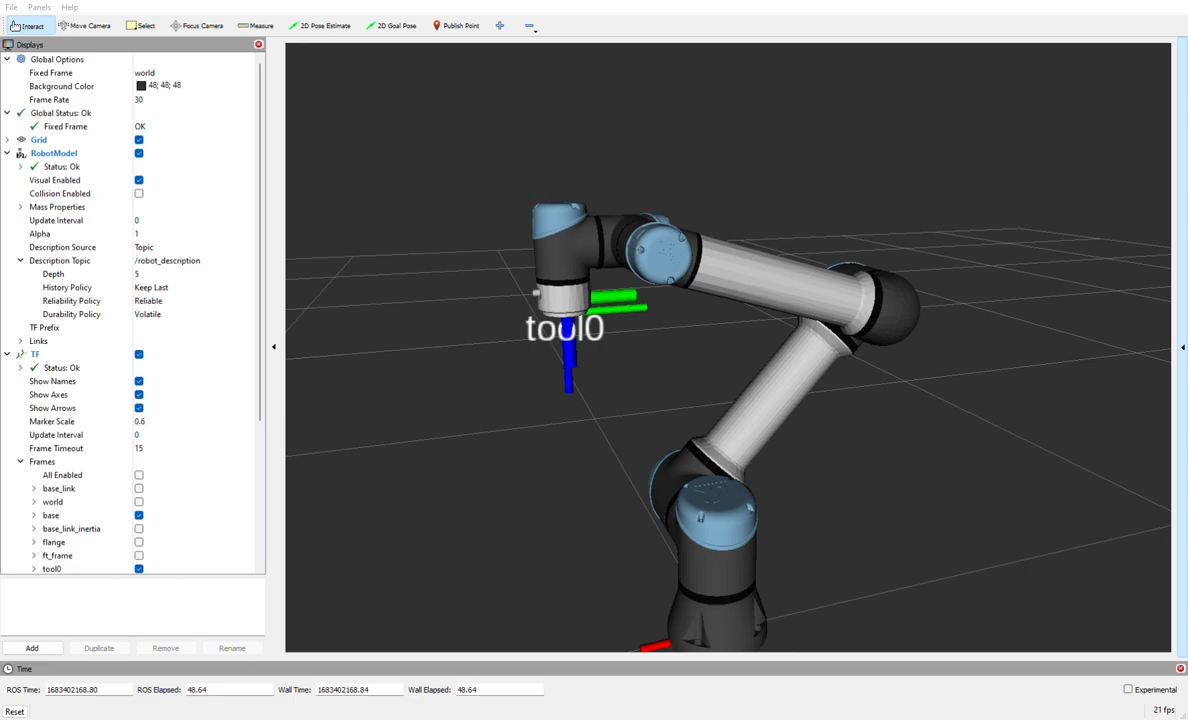 File Panels Help
Interact Move Camera Select Focus Camera Measure 2D Pose Estimate 2D Goal Pose Publish Point
Displays
Global Options
Fixed Frame world
Background Color 48; 48; 48
Frame Rate 30
Global Status: Ok
Fixed Frame OK
Grid
RobotModel
Status: Ok
Visual Enabled
Collision Enabled
Mass Properties
Update Interval 0
Alpha 1
Description Source Topic
Description Topic /robot_description
Depth 5
History Policy Keep Last
Reliability Policy Reliable
Durability Policy Volatile
TF Prefix
Links
TF
Status: Ok
Show Names
Show Axes
Show Arrows
Marker Scale 0.6
Update Interval 0
Frame Timeout 15
Frames
All Enabled
base_link
world
base
base_link_inertia
flange
ft_frame
tool0
tool0
Add Duplicate Remove Rename
Time
ROS Time: 1683402168.80 ROS Elapsed: 48.64 Wall Time: 1683402168.84 Wall Elapsed: 48.64 Experimental
Reset 21 fps